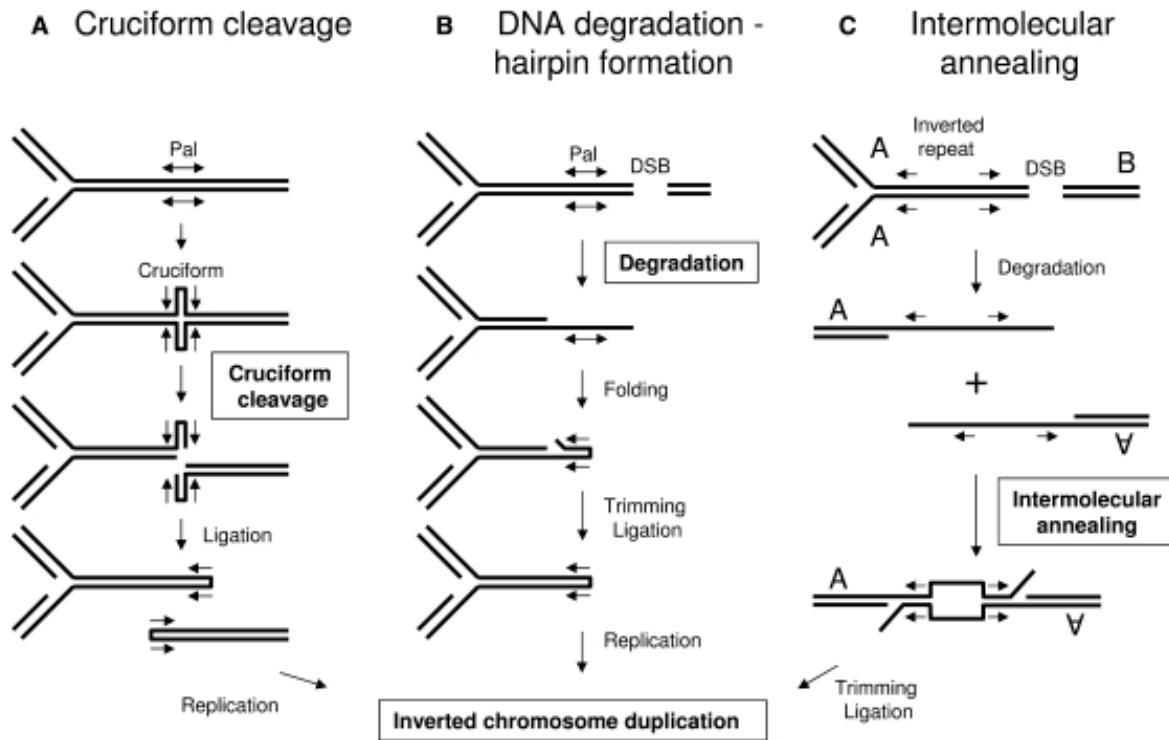 A Cruciform cleavage
Pal
Cruciform
Cruciform
cleavage
Ligation
Replication
B DNA degradation -
hairpin formation
Pal
DSB
Degradation
Folding
Trimming
Ligation
Replication
C Intermolecular
annealing
A
Inverted
repeat
DSB
B
A
Degradation
A
+
A
Intermolecular
annealing
A
A
Trimming
Ligation
Inverted chromosome duplication